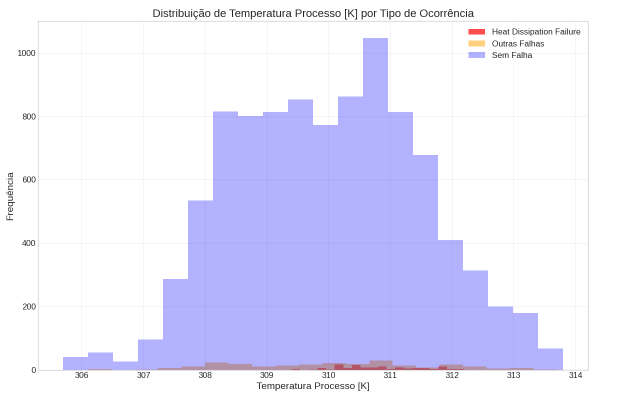 Distribuição de Temperatura Processo [K] por Tipo de Ocorrência
Heat Dissipation Failure
Outras Falhas
Sem Falha
1000
800
600
400
200
0
Frequência
306 307 308 309 310 311 312 313 314
Temperatura Processo [K]